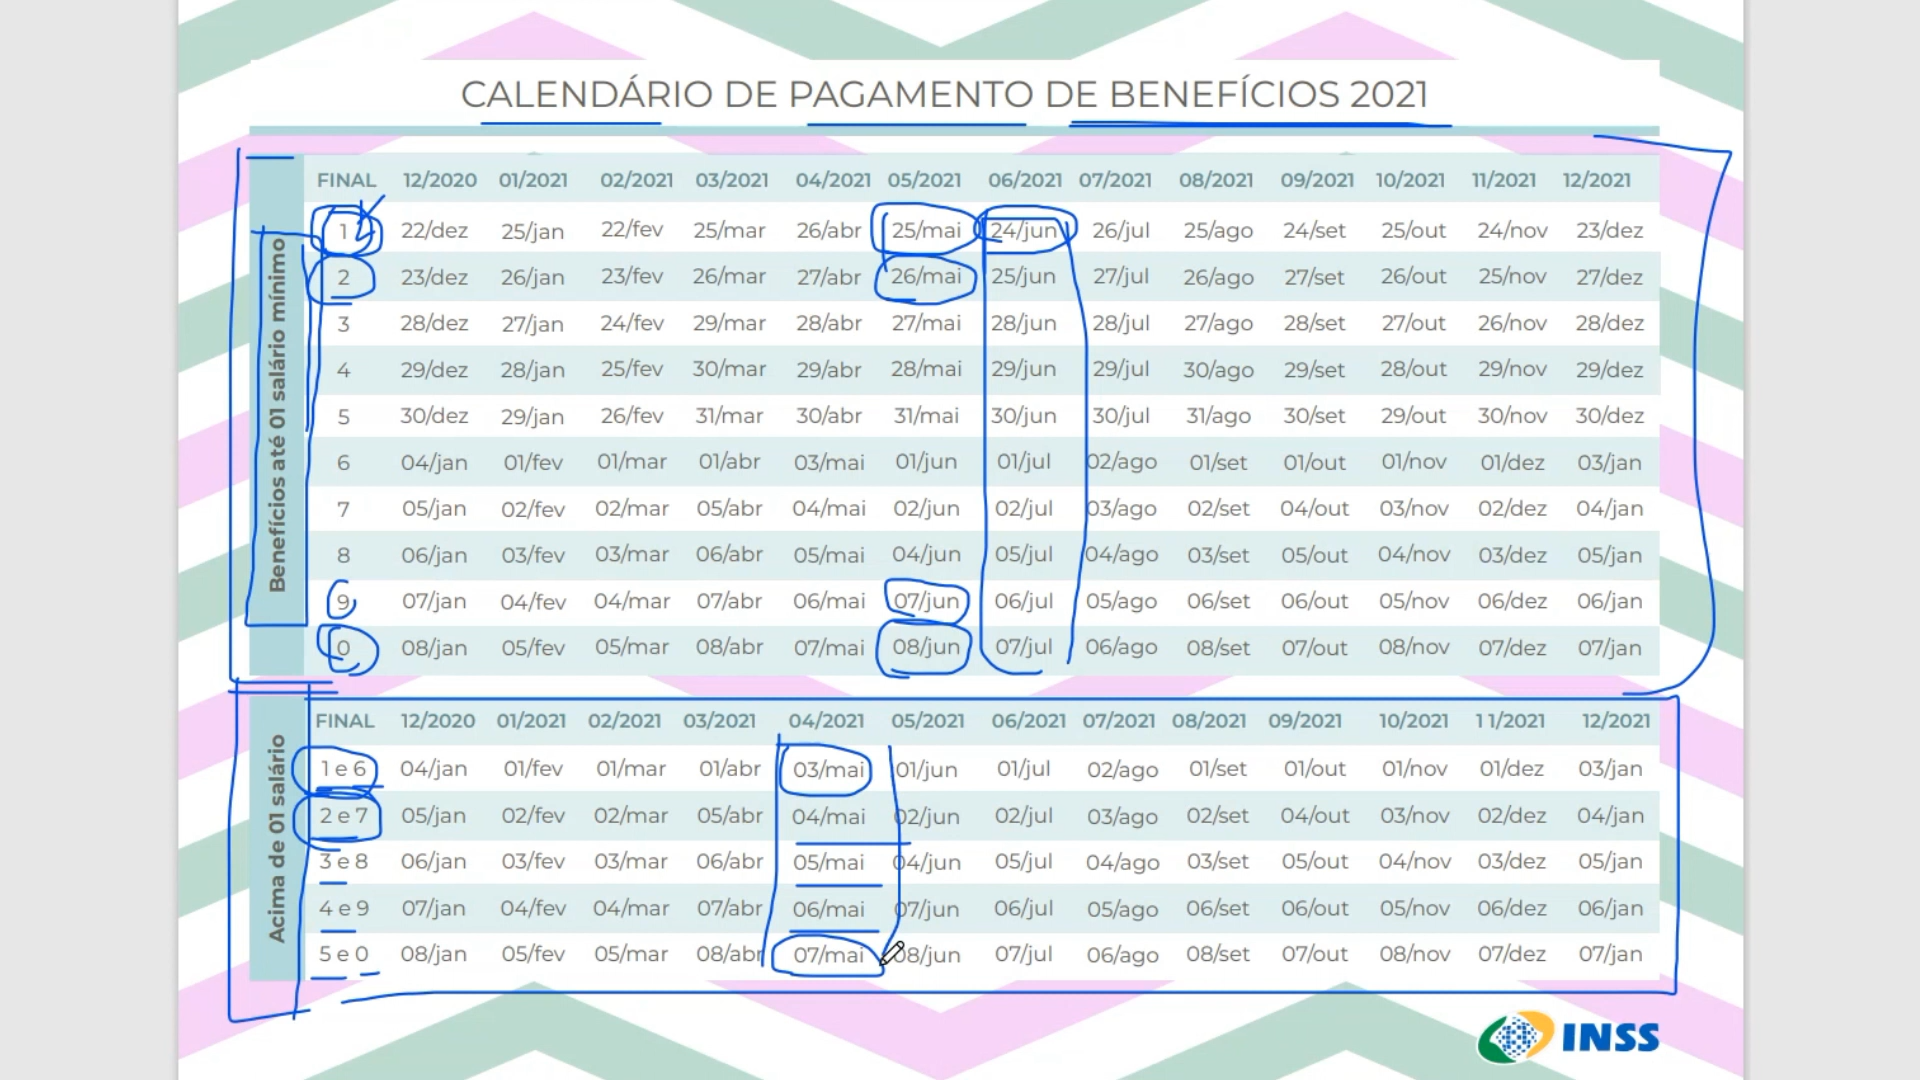 CALENDÁRIO DE PAGAMENTO DE BENEFÍCIOS 2021
Benefícios até 01 salário mínimo
FINAL 12/2020 01/2021 02/2021 03/2021 04/2021 05/2021 06/2021 07/2021 08/2021 09/2021 10/2021 11/2021 12/2021
1 22/dez 25/jan 22/fev 25/mar 26/abr 25/mai 24/jun 26/jul 25/ago 24/set 25/out 24/nov 23/dez
2 23/dez 26/jan 23/fev 26/mar 27/abr 26/mai 25/jun 27/jul 26/ago 27/set 26/out 25/nov 27/dez
3 28/dez 27/jan 24/fev 29/mar 28/abr 27/mai 28/jun 28/jul 27/ago 28/set 27/out 26/nov 28/dez
4 29/dez 28/jan 25/fev 30/mar 29/abr 28/mai 29/jun 29/jul 30/ago 29/set 28/out 29/nov 29/dez
5 30/dez 29/jan 26/fev 31/mar 30/abr 31/mai 30/jun 30/jul 31/ago 30/set 29/out 30/nov 30/dez
6 04/jan 01/fev 01/mar 01/abr 03/mai 01/jun 01/jul 02/ago 01/set 01/out 01/nov 01/dez 03/jan
7 05/jan 02/fev 02/mar 05/abr 04/mai 02/jun 02/jul 03/ago 02/set 04/out 03/nov 02/dez 04/jan
8 06/jan 03/fev 03/mar 06/abr 05/mai 04/jun 05/jul 04/ago 03/set 05/out 04/nov 03/dez 05/jan
9 07/jan 04/fev 04/mar 07/abr 06/mai 07/jun 06/jul 05/ago 06/set 06/out 05/nov 06/dez 06/jan
0 08/jan 05/fev 05/mar 08/abr 07/mai 08/jun 07/jul 06/ago 08/set 07/out 08/nov 07/dez 07/jan
Acima de 01 salário
FINAL 12/2020 01/2021 02/2021 03/2021 04/2021 05/2021 06/2021 07/2021 08/2021 09/2021 10/2021 11/2021 12/2021
1 e 6 04/jan 01/fev 01/mar 01/abr 03/mai 01/jun 01/jul 02/ago 01/set 01/out 01/nov 01/dez 03/jan
2 e 7 05/jan 02/fev 02/mar 05/abr 04/mai 02/jun 02/jul 03/ago 02/set 04/out 03/nov 02/dez 04/jan
3 e 8 06/jan 03/fev 03/mar 06/abr 05/mai 04/jun 05/jul 04/ago 03/set 05/out 04/nov 03/dez 05/jan
4 e 9 07/jan 04/fev 04/mar 07/abr 06/mai 07/jun 06/jul 05/ago 06/set 06/out 05/nov 06/dez 06/jan
5 e 0 08/jan 05/fev 05/mar 08/abr 07/mai 08/jun 07/jul 06/ago 08/set 07/out 08/nov 07/dez 07/jan
INSS